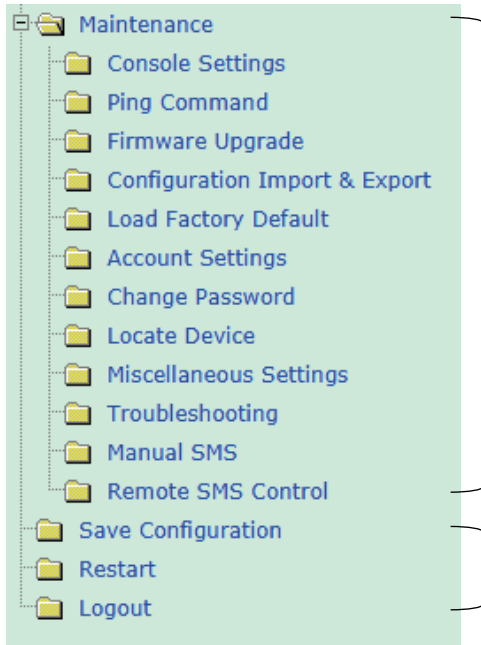 Maintenance
Console Settings
Ping Command
Firmware Upgrade
Configuration Import & Export
Load Factory Default
Account Settings
Change Password
Locate Device
Miscellaneous Settings
Troubleshooting
Manual SMS
Remote SMS Control
Save Configuration
Restart
Logout